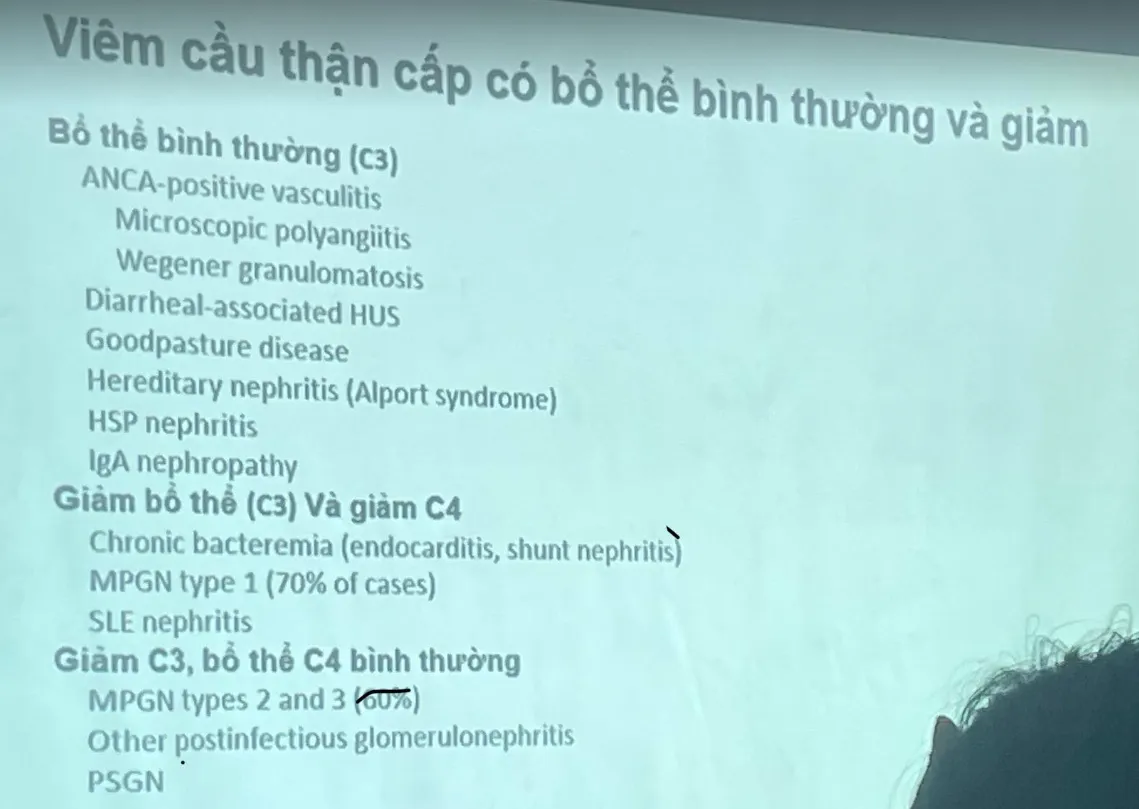 Viêm cầu thận cấp có bổ thể bình thường và giảm
Bổ thể bình thường (C3)
ANCA-positive vasculitis
Microscopic polyangiitis
Wegener granulomatosis
Diarrheal-associated HUS
Goodpasture disease
Hereditary nephritis (Alport syndrome)
HSP nephritis
IgA nephropathy
Giảm bổ thể (C3) Và giảm C4
Chronic bacteremia (endocarditis, shunt nephritis)
MPGN type 1 (70% of cases)
SLE nephritis
Giảm C3, bổ thể C4 bình thường
MPGN types 2 and 3 (60%)
Other postinfectious glomerulonephritis
PSGN